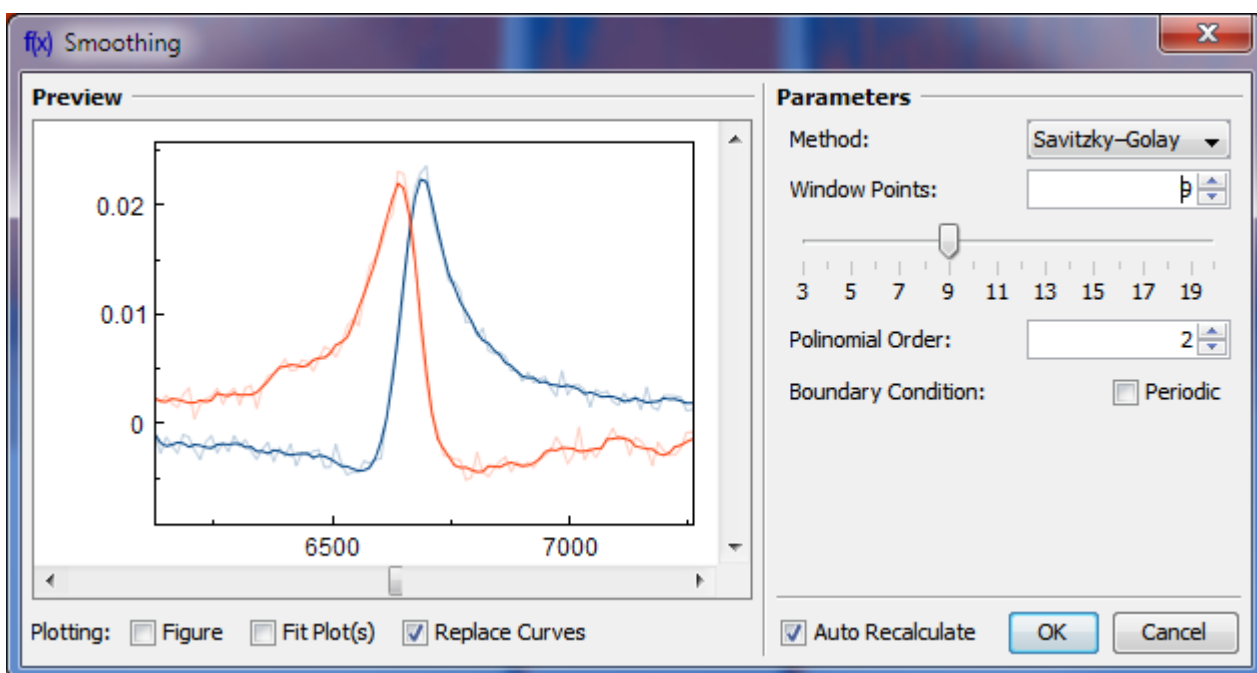 f(x) Smoothing
Preview
0.02
0.01
0
6500 7000
Plotting: Figure Fit Plot(s) Replace Curves
Parameters
Method: Savitzky-Golay
Window Points: 9
3 5 7 9 11 13 15 17 19
Polinomial Order: 2
Boundary Condition: Periodic
Auto Recalculate OK Cancel